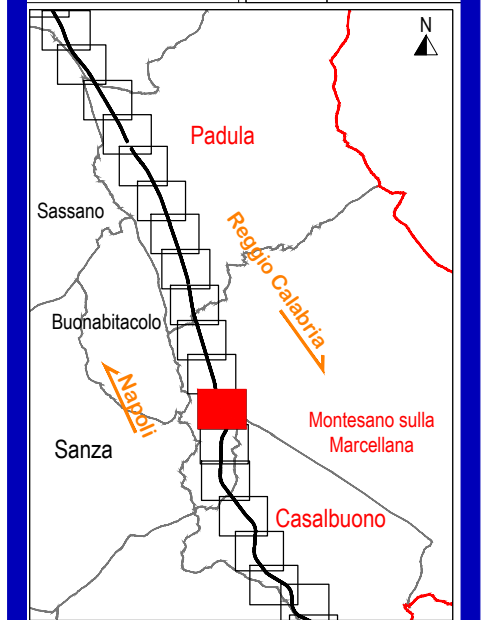 N
Padula
Sassano
Reggio Calabria
Buonabitacolo
Napoli
Montesano sulla
Marcellana
Sanza
Casalbuono